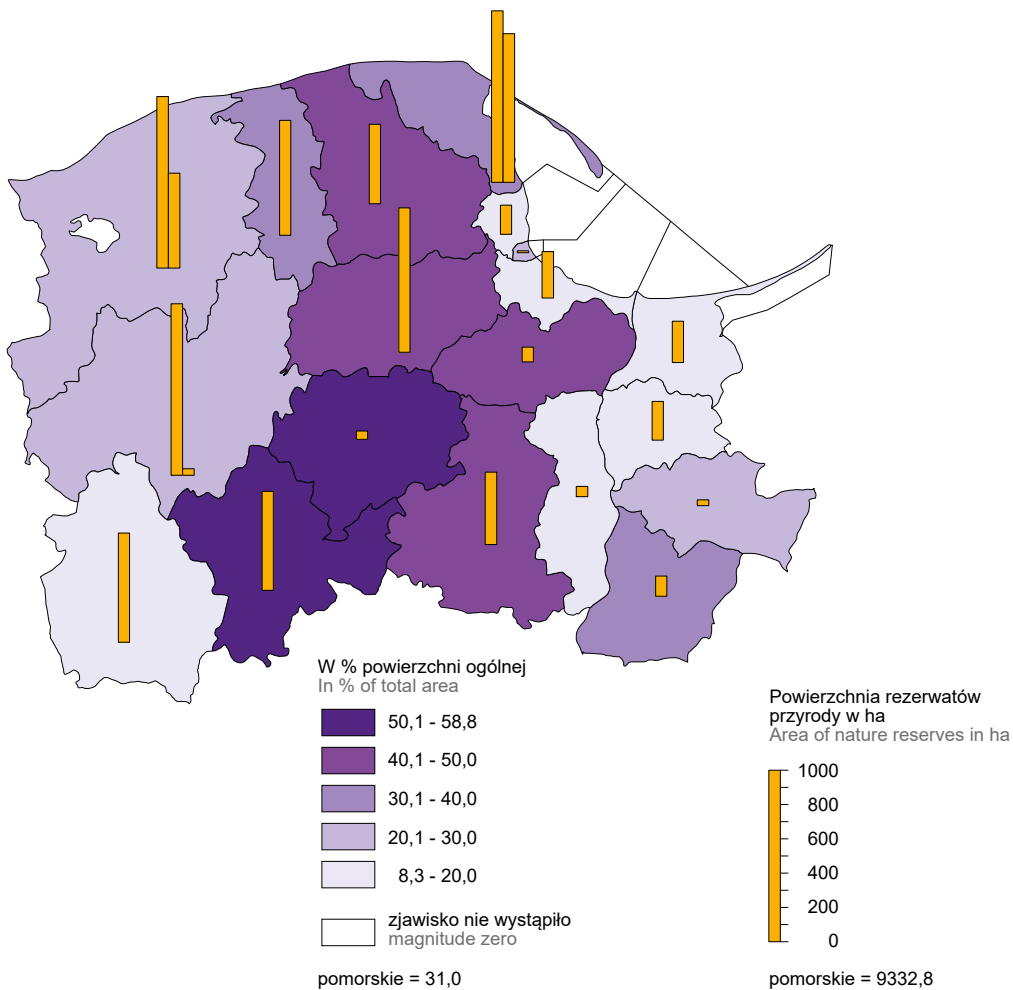 W % powierzchni ogólnej
In % of total area
50,1 - 58,8
40,1 - 50,0
30,1 - 40,0
20,1 - 30,0
8,3 - 20,0
zjawisko nie wystąpiło
magnitude zero
pomorskie = 31,0
Powierzchnia rezerwatów
przyrody w ha
Area of nature reserves in ha
1000
800
600
400
200
0
pomorskie = 9332,8